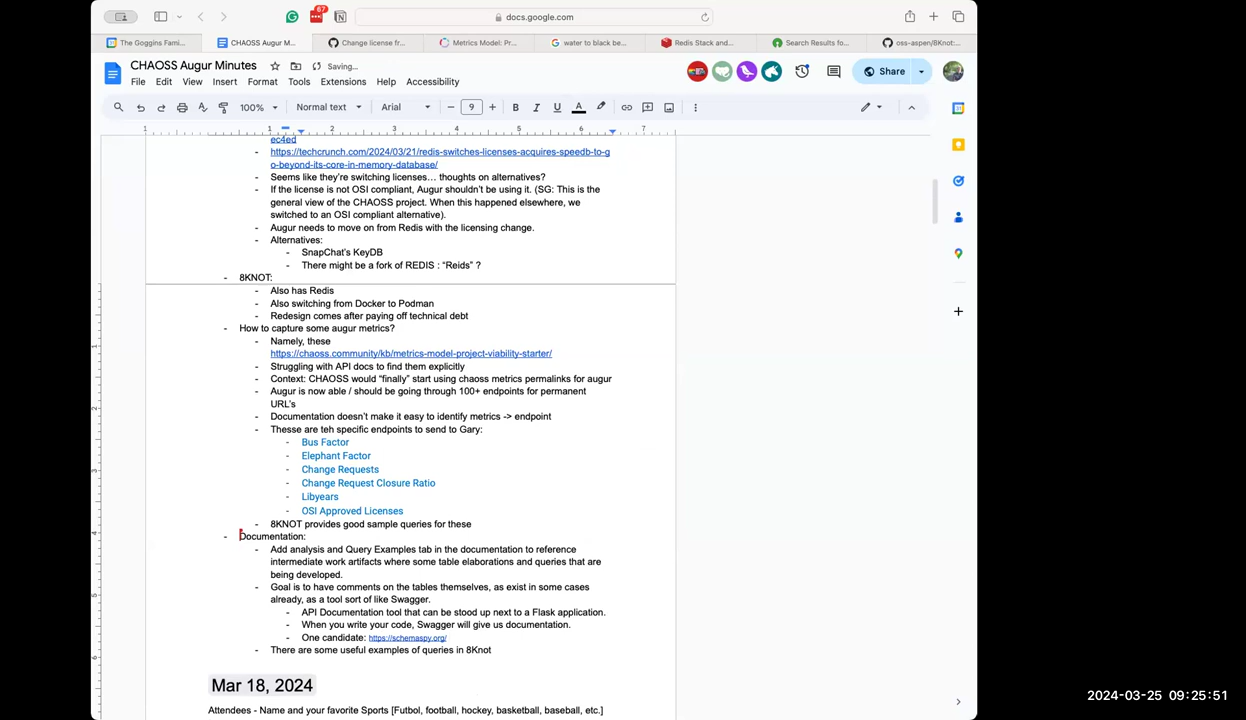 67
docs.google.com
The Goggins Fami...
CHAOSS Augur M...
Change license fr...
Metrics Model: Pr...
water to black be...
Redis Stack and...
Search Results fo...
oss-aspen/8Knot:...
CHAOSS Augur Minutes
Saving...
File Edit View Insert Format Tools Extensions Help Accessibility
Share
100% Normal text Arial 9 B I U A
1 1 2 3 4 5 6 7
ec4ed
https://techcrunch.com/2024/03/21/redis-switches-licenses-acquires-speedb-to-g
o-beyond-its-core-in-memory-database/
- Seems like they're switching licenses... thoughts on alternatives?
- If the license is not OSI compliant, Augur shouldn't be using it. (SG: This is the
general view of the CHAOSS project. When this happened elsewhere, we
switched to an OSI compliant alternative).
- Augur needs to move on from Redis with the licensing change.
- Alternatives:
- SnapChat's KeyDB
- There might be a fork of REDIS : “Reids” ?
- 8KNOT:
- Also has Redis
- Also switching from Docker to Podman
- Redesign comes after paying off technical debt
- How to capture some augur metrics?
- Namely, these
https://chaoss.community/kb/metrics-model-project-viability-starter/
- Struggling with API docs to find them explicitly
- Context: CHAOSS would “finally” start using chaoss metrics permalinks for augur
- Augur is now able / should be going through 100+ endpoints for permanent
URL's
- Documentation doesn't make it easy to identify metrics -> endpoint
- Thesse are teh specific endpoints to send to Gary:
- Bus Factor
- Elephant Factor
- Change Requests
- Change Request Closure Ratio
- Libyears
- OSI Approved Licenses
- 8KNOT provides good sample queries for these
- Documentation:
- Add analysis and Query Examples tab in the documentation to reference
intermediate work artifacts where some table elaborations and queries that are
being developed.
- Goal is to have comments on the tables themselves, as exist in some cases
already, as a tool sort of like Swagger.
- API Documentation tool that can be stood up next to a Flask application.
- When you write your code, Swagger will give us documentation.
- One candidate: https://schemaspy.org/
- There are some useful examples of queries in 8Knot
Mar 18, 2024
Attendees - Name and your favorite Sports [Futbol, football, hockey, basketball, baseball, etc.]
2024-03-25 09:25:51